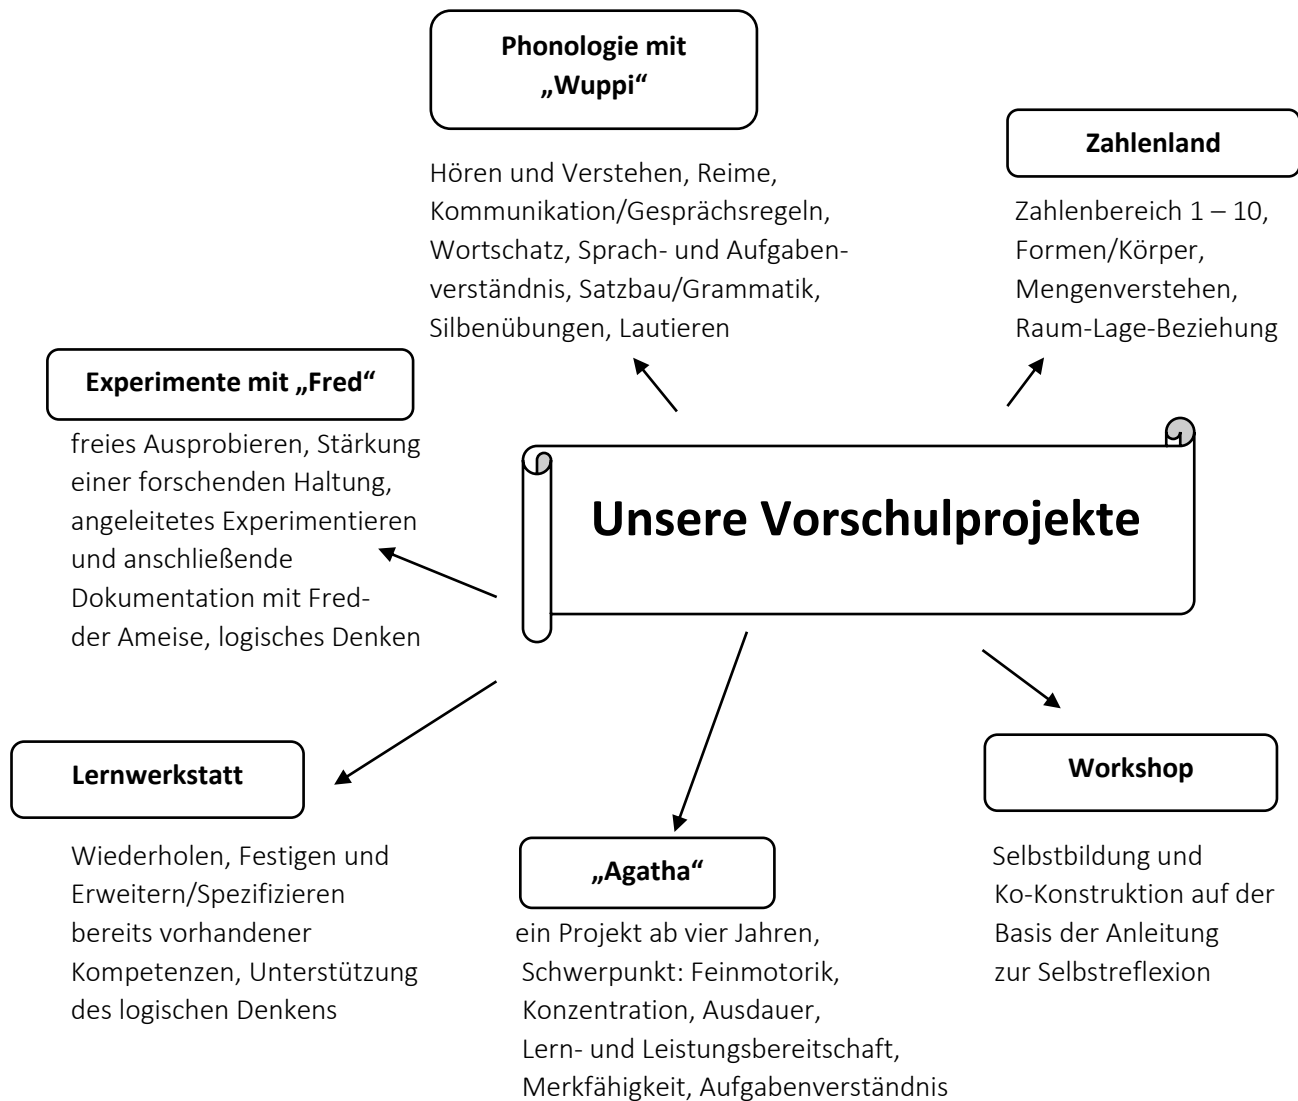 Phonologie mit
„Wuppi“
Hören und Verstehen, Reime,
Kommunikation/Gesprächsregeln,
Wortschatz, Sprach- und Aufgaben-
verständnis, Satzbau/Grammatik,
Silbenübungen, Lautieren
Zahlenland
Zahlenbereich 1 – 10,
Formen/Körper,
Mengenverstehen,
Raum-Lage-Beziehung
Experimente mit „Fred“
freies Ausprobieren, Stärkung
einer forschenden Haltung,
angeleitetes Experimentieren
und anschließende
Dokumentation mit Fred-
der Ameise, logisches Denken
Unsere Vorschulprojekte
Lernwerkstatt
Wiederholen, Festigen und
Erweitern/Spezifizieren
bereits vorhandener
Kompetenzen, Unterstützung
des logischen Denkens
„Agatha“
ein Projekt ab vier Jahren,
Schwerpunkt: Feinmotorik,
Konzentration, Ausdauer,
Lern- und Leistungsbereitschaft,
Merkfähigkeit, Aufgabenverständnis
Workshop
Selbstbildung und
Ko-Konstruktion auf der
Basis der Anleitung
zur Selbstreflexion